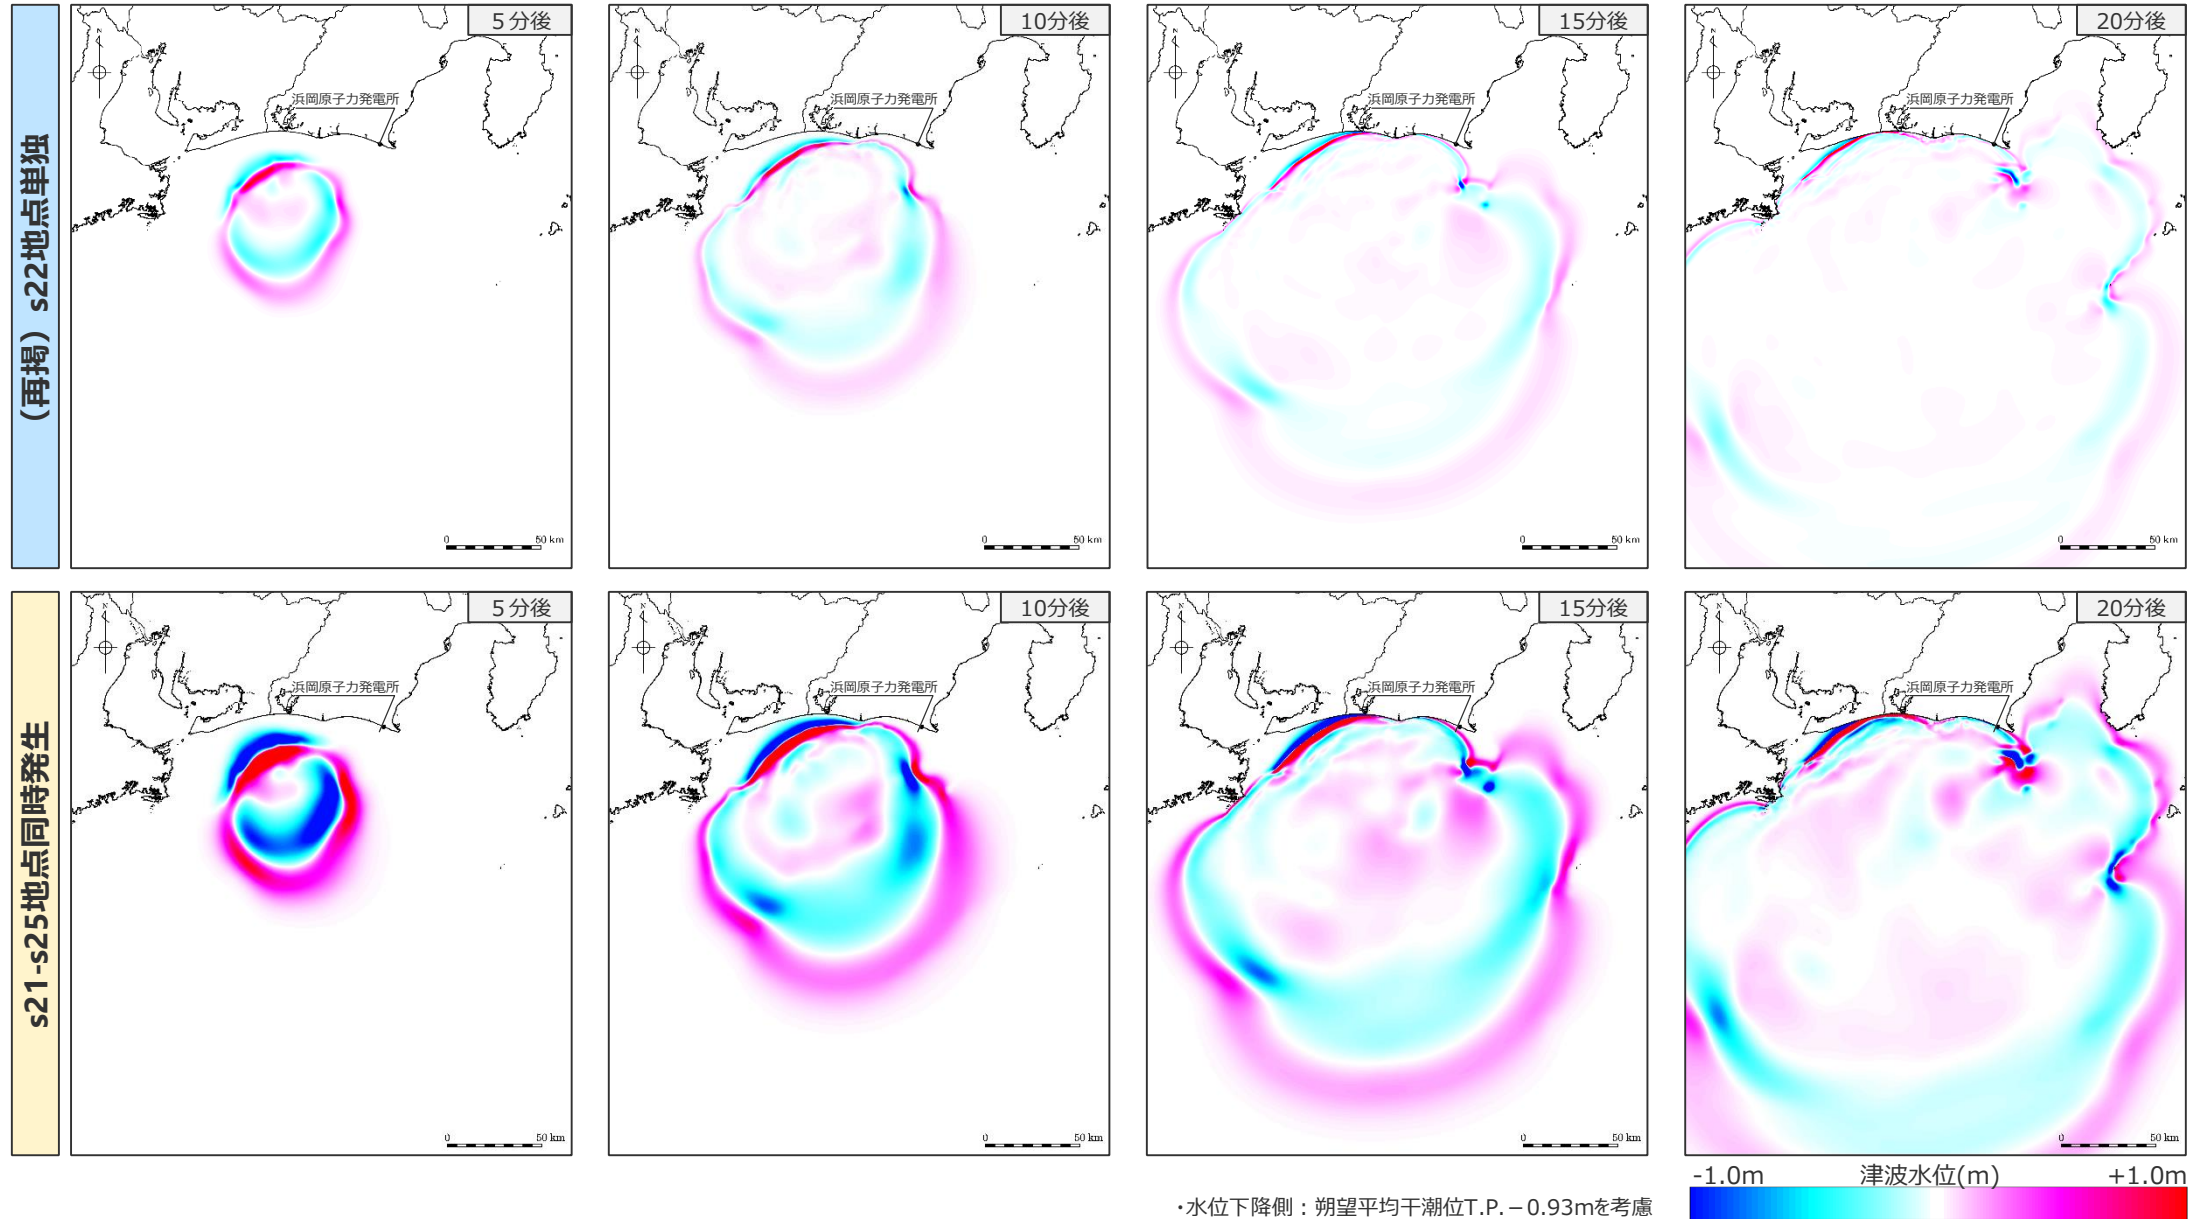 (再掲) s22地点単独
5分後
N
浜岡原子力発電所
0 50 km
10分後
N
浜岡原子力発電所
0 50 km
15分後
N
浜岡原子力発電所
0 50 km
20分後
N
浜岡原子力発電所
0 50 km
s21-s25地点同時発生
5分後
N
浜岡原子力発電所
0 50 km
10分後
N
浜岡原子力発電所
0 50 km
15分後
N
浜岡原子力発電所
0 50 km
20分後
N
浜岡原子力発電所
0 50 km
-1.0m 津波水位(m) +1.0m
・水位下降側：朔望平均干潮位T.P.－0.93mを考慮